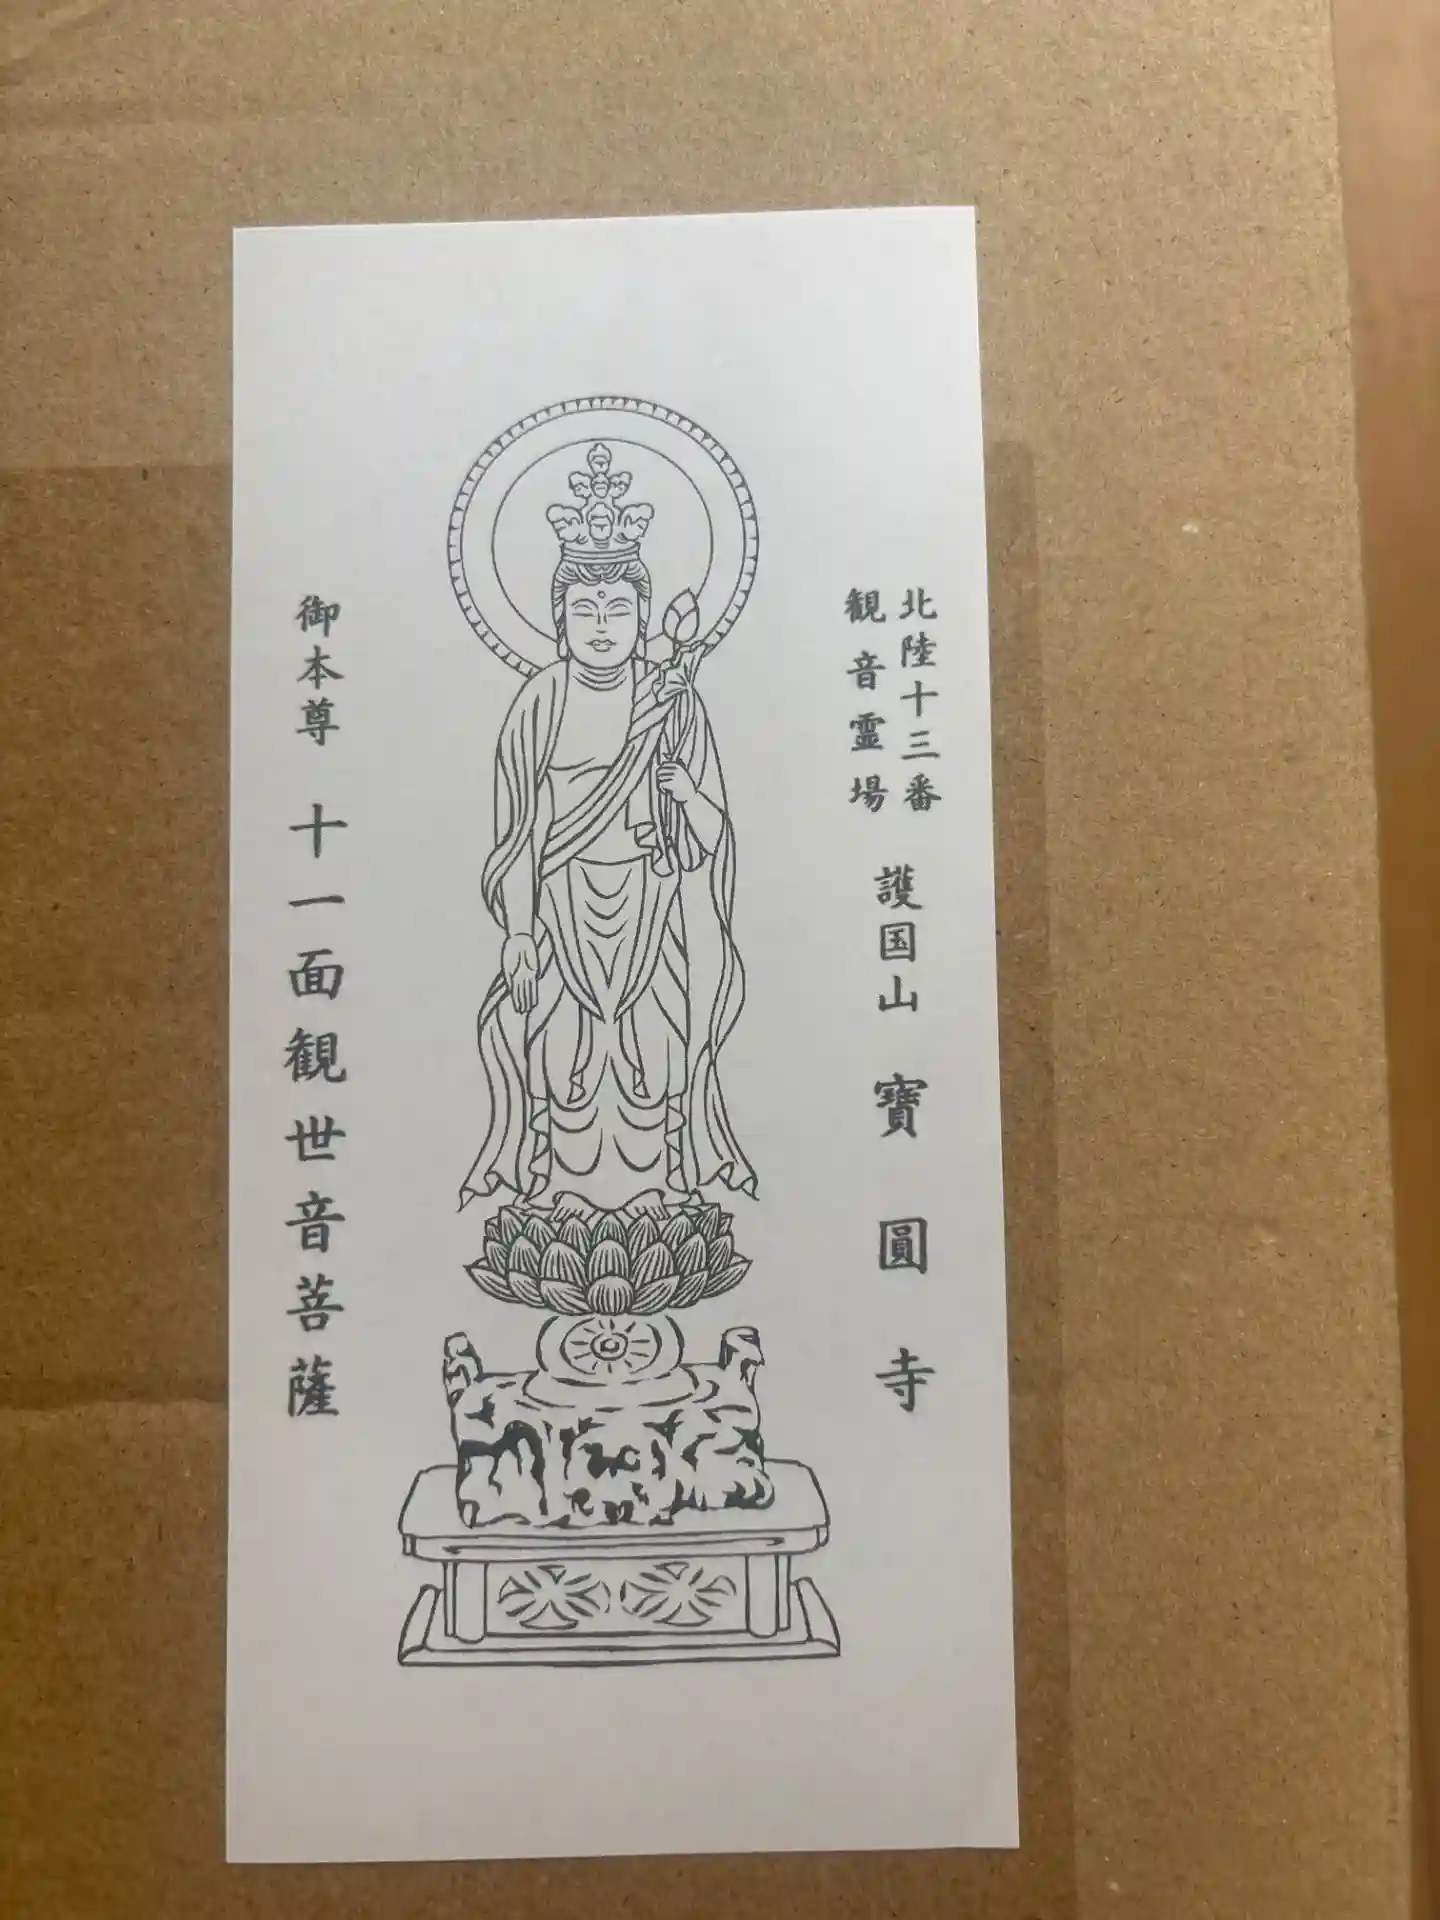 北陸十三番
観音霊場
護国山 寶圓寺
御本尊 十一面観世音菩薩